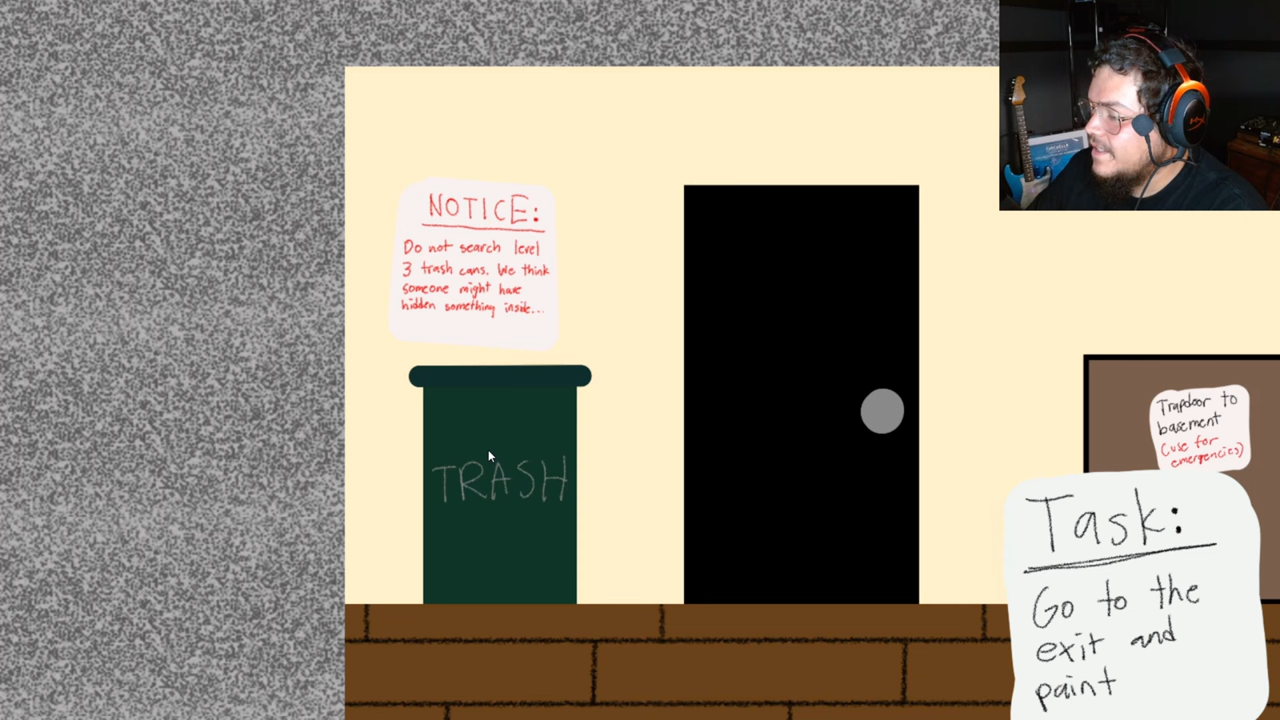 NOTICE:
Do not search level
3 trash cans. We think
someone might have
hidden something inside...
TRASH
Trapdoor to
basement
(use for
emergencies)
Task:
Go to the
exit and
paint